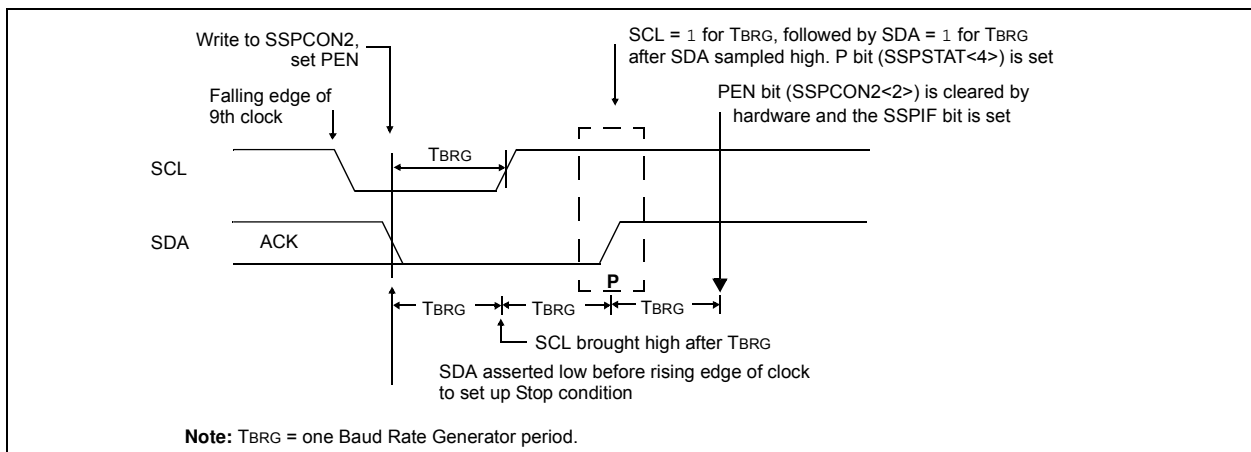 Write to SSPCON2,
set PEN
SCL = 1 for TBRG, followed by SDA = 1 for TBRG
after SDA sampled high. P bit (SSPSTAT<4>) is set
Falling edge of
9th clock
PEN bit (SSPCON2<2>) is cleared by
hardware and the SSPIF bit is set
TBRG
SCL
SDA
ACK
P
TBRG
TBRG
TBRG
SCL brought high after TBRG
SDA asserted low before rising edge of clock
to set up Stop condition
Note: TBRG = one Baud Rate Generator period.